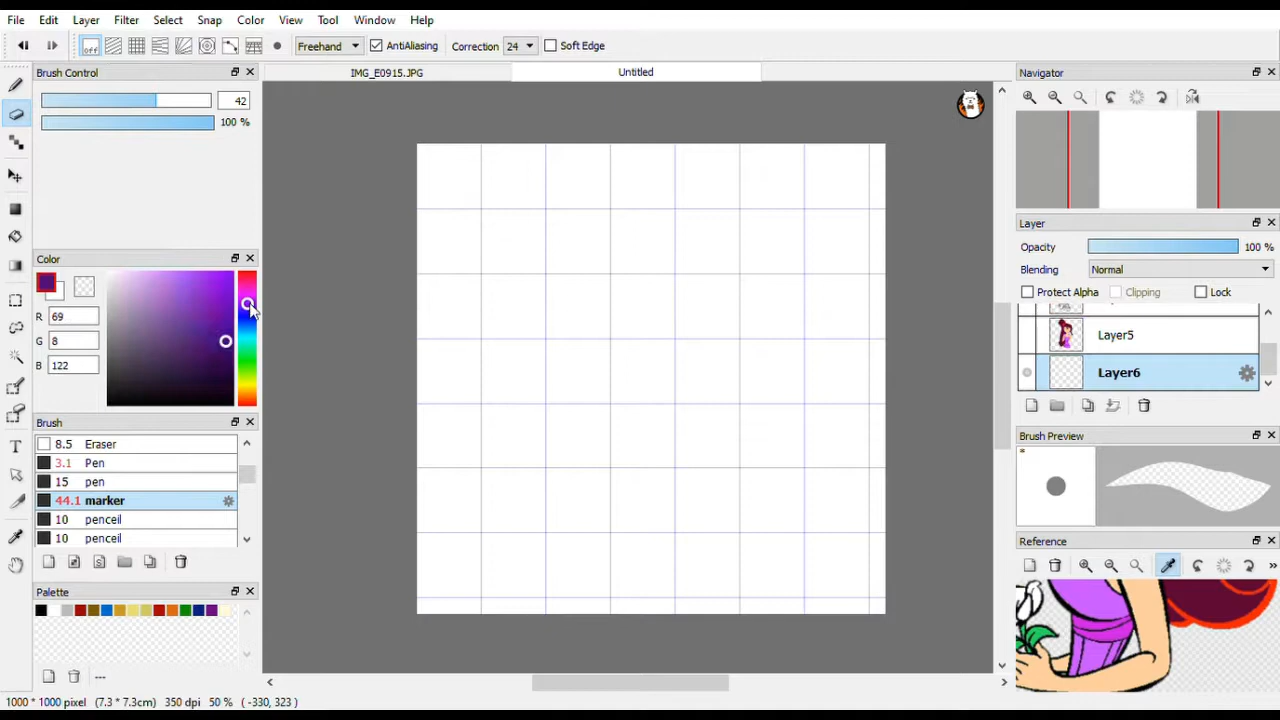 File Edit Layer Filter Select Snap Color View Tool Window Help
off Freehand AntiAliasing Correction 24 Soft Edge
Brush Control
42
100 %
Color
R 69
G 8
B 122
Brush
8.5 Eraser
3.1 Pen
15 pen
44.1 marker
10 penceil
10 penceil
Palette
---
IMG_E0915.JPG Untitled
Navigator
Layer
Opacity 100 %
Blending Normal
Protect Alpha Clipping Lock
Layer5
Layer6
Brush Preview
*
Reference
»
1000 * 1000 pixel (7.3 * 7.3cm) 350 dpi 50 % ( -330, 323 )